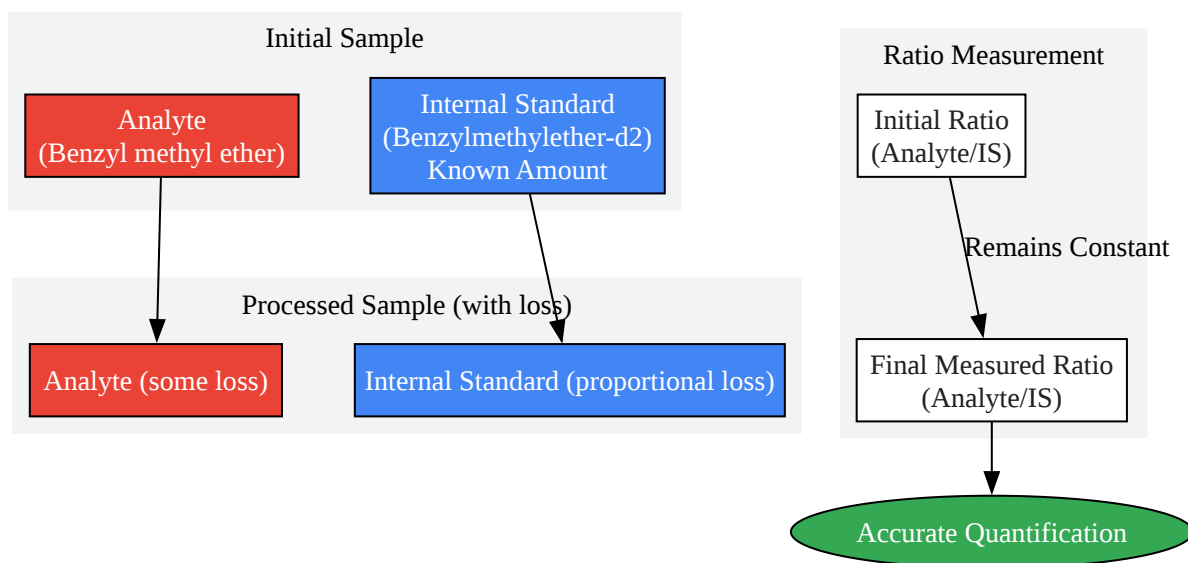 Initial Sample
Analyte
(Benzyl methyl ether)
Internal Standard
(Benzylmethylether-d2)
Known Amount
Processed Sample (with loss)
Analyte (some loss)
Internal Standard (proportional loss)
Ratio Measurement
Initial Ratio
(Analyte/IS)
Remains Constant
Final Measured Ratio
(Analyte/IS)
Accurate Quantification